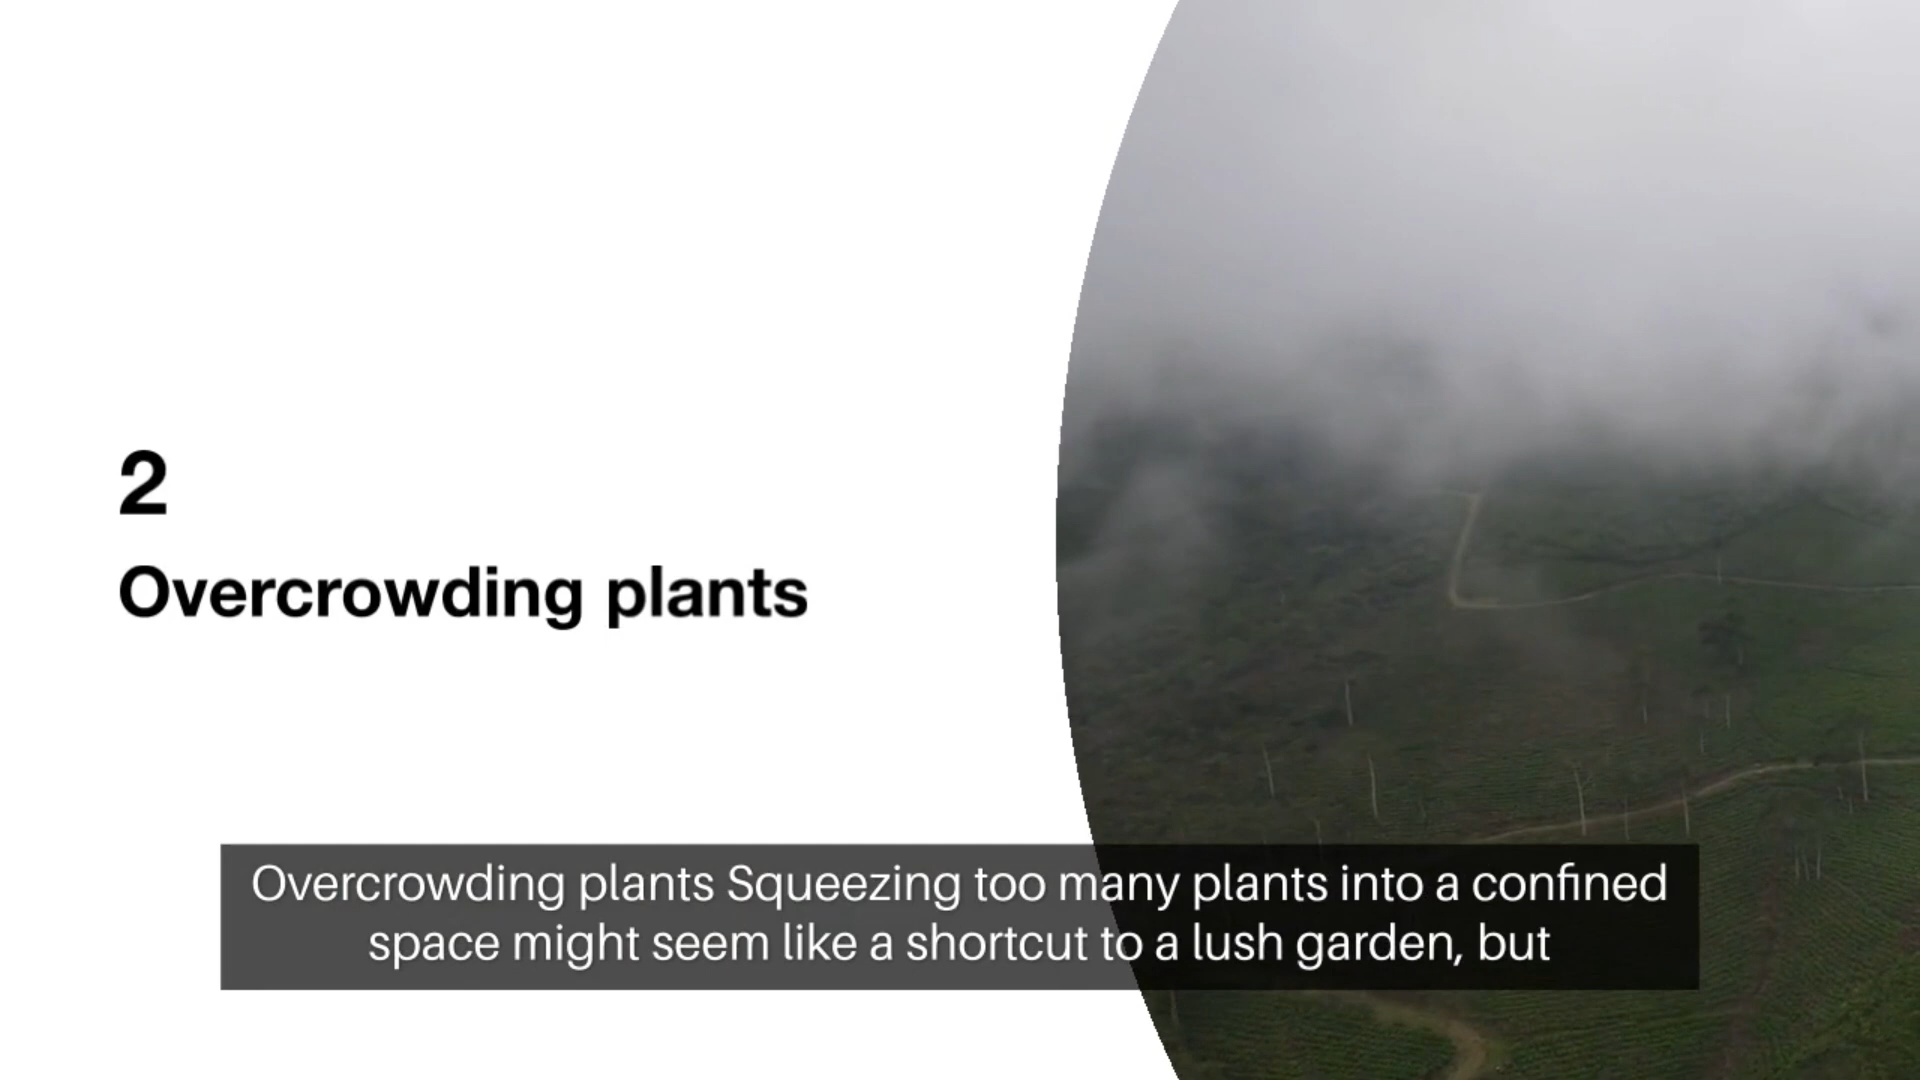 2
Overcrowding plants
Overcrowding plants Squeezing too many plants into a confined
space might seem like a shortcut to a lush garden, but